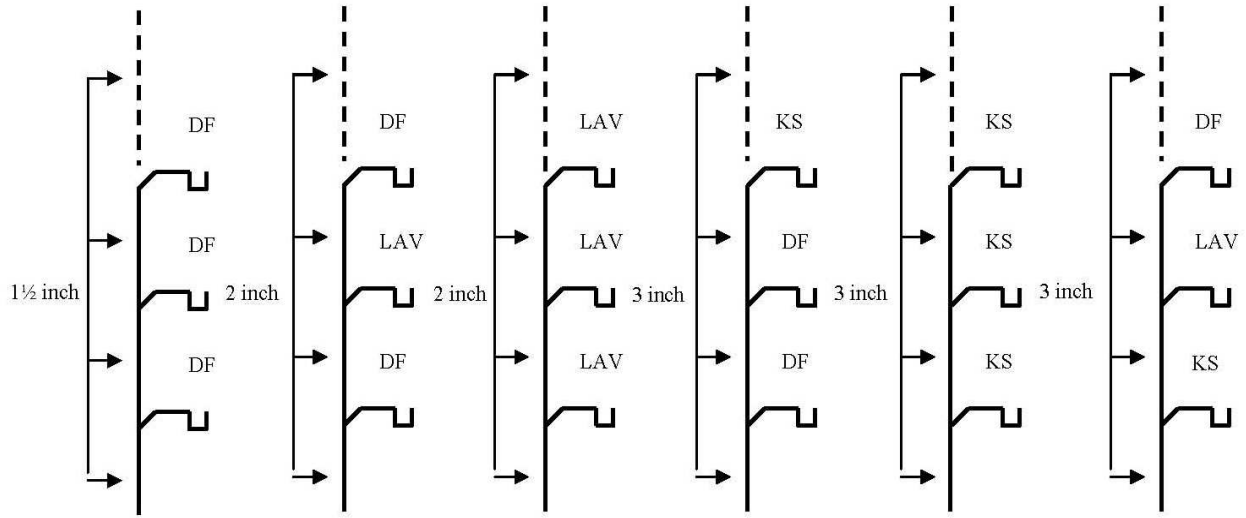 DF DF LAV KS KS DF
DF LAV LAV DF KS LAV
1½ inch 2 inch 2 inch 3 inch 3 inch 3 inch
DF DF LAV DF KS KS